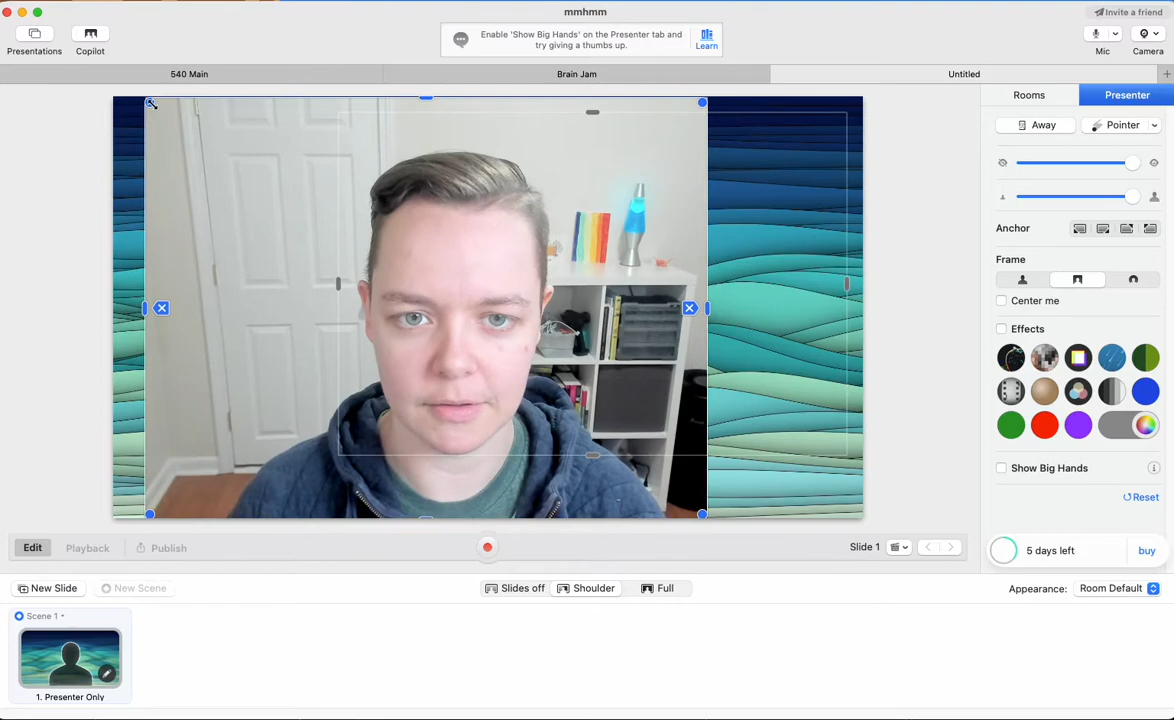 mmhmm
Invite a friend
Presentations
Copilot
Enable 'Show Big Hands' on the Presenter tab and
try giving a thumbs up.
Learn
Mic
Camera
540 Main
Brain Jam
Untitled
Rooms
Presenter
Away
Pointer
Anchor
Frame
Center me
Effects
Show Big Hands
Reset
Edit
Playback
Publish
Slide 1
5 days left
buy
New Slide
New Scene
Slides off
Shoulder
Full
Appearance:
Room Default
Scene 1
1. Presenter Only